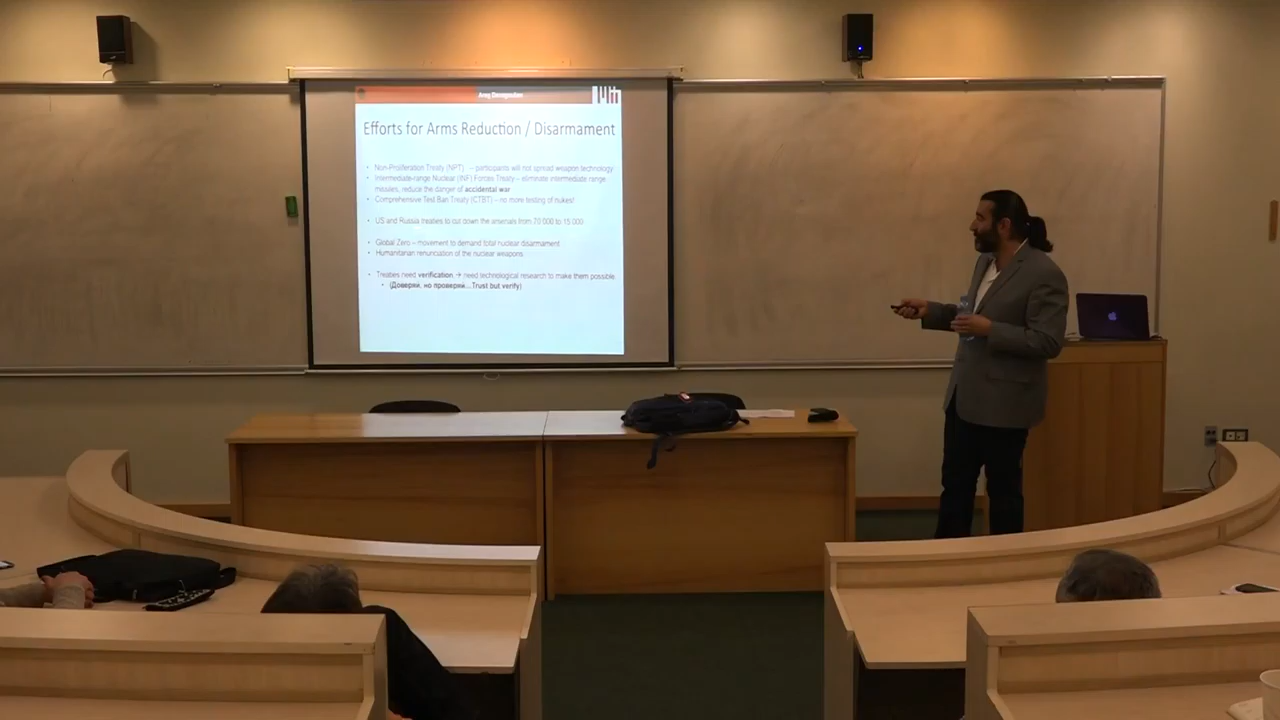 Areg Danagoulian
Efforts for Arms Reduction / Disarmament
• Non-Proliferation Treaty (NPT) – participants will not spread weapon technology
• Intermediate-range Nuclear (INF) Forces Treaty – eliminate intermediate range
missiles, reduce the danger of accidental war
• Comprehensive Test Ban Treaty (CTBT) – no more testing of nukes!
• US and Russia treaties to cut down the arsenals from 70 000 to 15 000
• Global Zero – movement to demand total nuclear disarmament
• Humanitarian renunciation of the nuclear weapons.
• Treaties need verification → need technological research to make them possible.
• (Доверяй, но проверяй...Trust but verify)